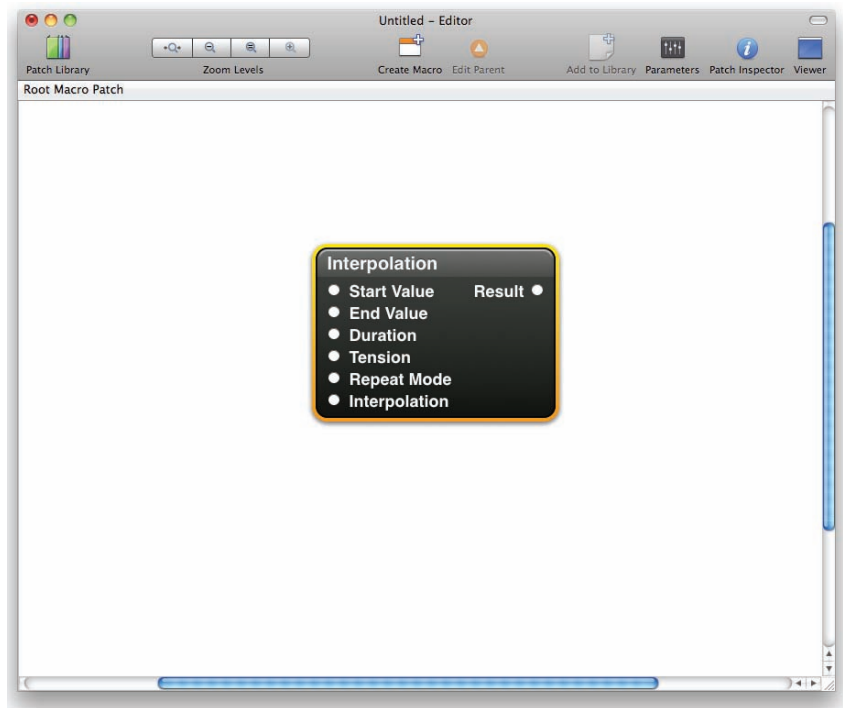 Untitled – Editor
Patch Library Zoom Levels Create Macro Edit Parent Add to Library Parameters Patch Inspector Viewer
Root Macro Patch
Interpolation
Start Value Result
End Value
Duration
Tension
Repeat Mode
Interpolation